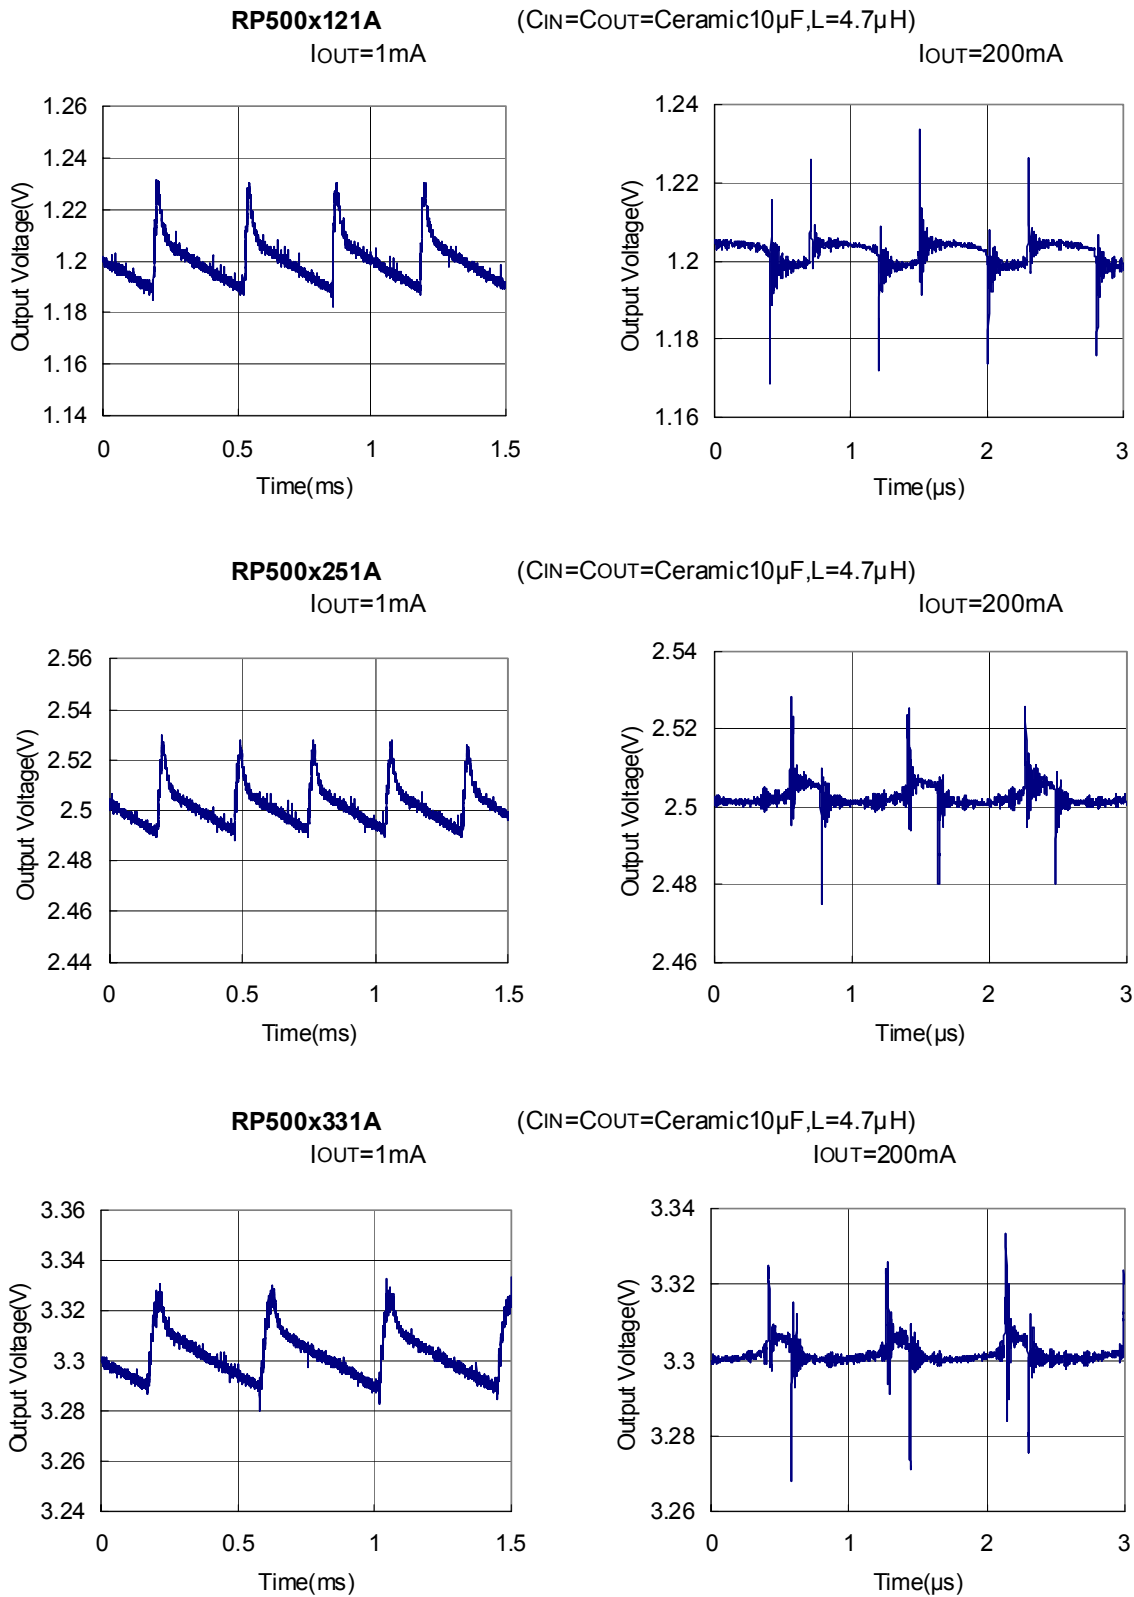 RP500x121A (CIN=COUT=Ceramic10µF,L=4.7µH)
IOUT=1mA IOUT=200mA
1.26
1.24
1.22
1.2
1.18
1.16
1.14
Output Voltage(V)
0 0.5 1 1.5
Time(ms)
1.24
1.22
1.2
1.18
1.16
Output Voltage(V)
0 1 2 3
Time(µs)
RP500x251A (CIN=COUT=Ceramic10µF,L=4.7µH)
IOUT=1mA IOUT=200mA
2.56
2.54
2.52
2.5
2.48
2.46
2.44
Output Voltage(V)
0 0.5 1 1.5
Time(ms)
2.54
2.52
2.5
2.48
2.46
Output Voltage(V)
0 1 2 3
Time(µs)
RP500x331A (CIN=COUT=Ceramic10µF,L=4.7µH)
IOUT=1mA IOUT=200mA
3.36
3.34
3.32
3.3
3.28
3.26
3.24
Output Voltage(V)
0 0.5 1 1.5
Time(ms)
3.34
3.32
3.3
3.28
3.26
Output Voltage(V)
0 1 2 3
Time(µs)